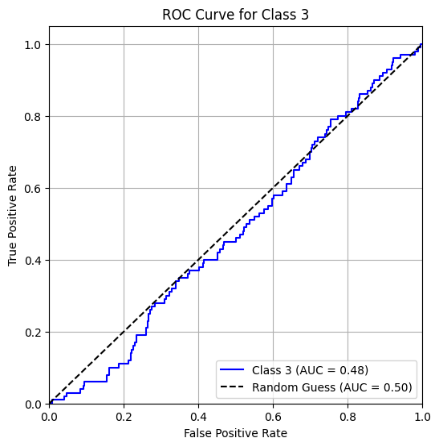 ROC Curve for Class 3
True Positive Rate
1.0
0.8
0.6
0.4
0.2
0.0
Class 3 (AUC = 0.48)
Random Guess (AUC = 0.50)
0.0 0.2 0.4 0.6 0.8 1.0
False Positive Rate